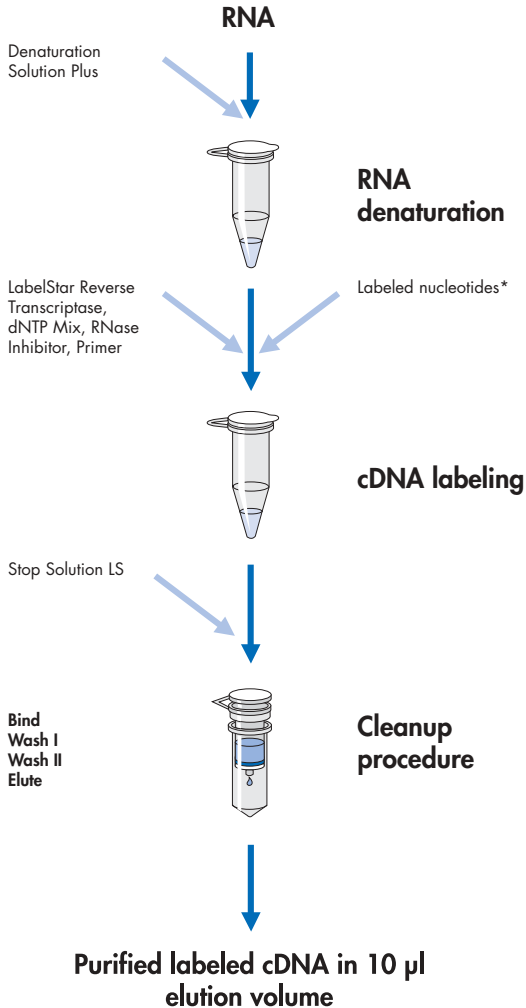 RNA
Denaturation
Solution Plus
RNA
denaturation
LabelStar Reverse
Transcriptase,
dNTP Mix, RNase
Inhibitor, Primer
Labeled nucleotides*
cDNA labeling
Stop Solution LS
Bind
Wash I
Wash II
Elute
Cleanup
procedure
Purified labeled cDNA in 10 µl
elution volume